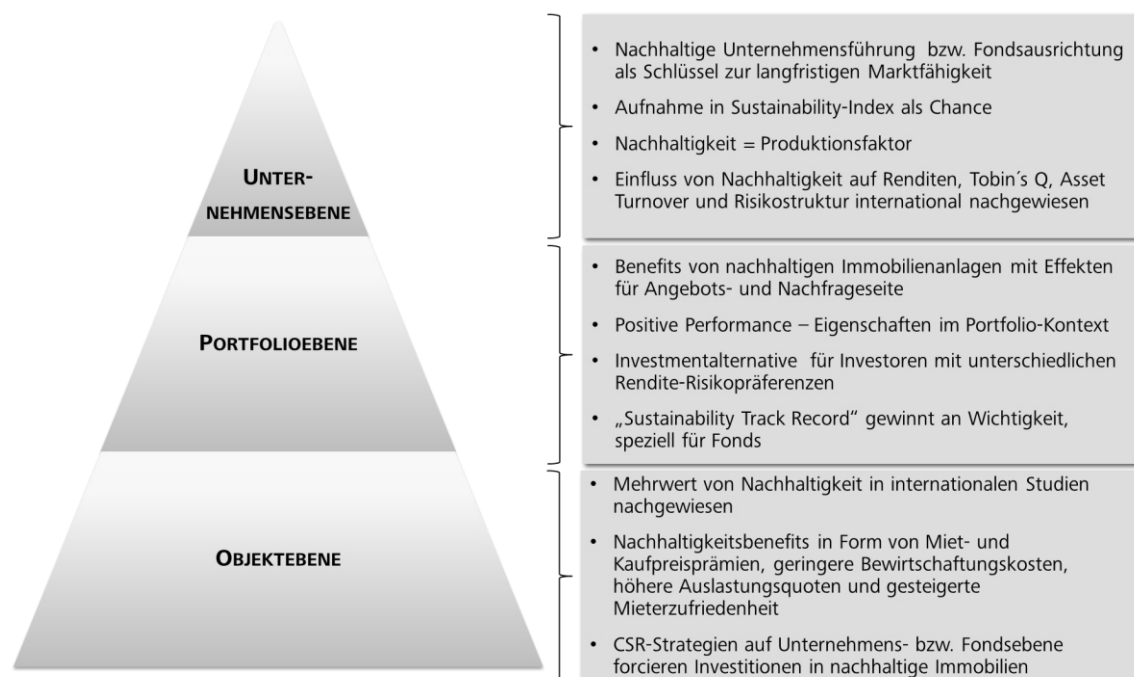 UNTER-
NEHMENSEBENE
• Nachhaltige Unternehmensführung bzw. Fondsausrichtung
als Schlüssel zur langfristigen Marktfähigkeit
• Aufnahme in Sustainability-Index als Chance
• Nachhaltigkeit = Produktionsfaktor
• Einfluss von Nachhaltigkeit auf Renditen, Tobin´s Q, Asset
Turnover und Risikostruktur international nachgewiesen
PORTFOLIOEBENE
• Benefits von nachhaltigen Immobilienanlagen mit Effekten
für Angebots- und Nachfrageseite
• Positive Performance – Eigenschaften im Portfolio-Kontext
• Investmentalternative für Investoren mit unterschiedlichen
Rendite-Risikopräferenzen
• „Sustainability Track Record“ gewinnt an Wichtigkeit,
speziell für Fonds
OBJEKTEBENE
• Mehrwert von Nachhaltigkeit in internationalen Studien
nachgewiesen
• Nachhaltigkeitsbenefits in Form von Miet- und
Kaufpreisprämien, geringere Bewirtschaftungskosten,
höhere Auslastungsquoten und gesteigerte
Mieterzufriedenheit
• CSR-Strategien auf Unternehmens- bzw. Fondsebene
forcieren Investitionen in nachhaltige Immobilien